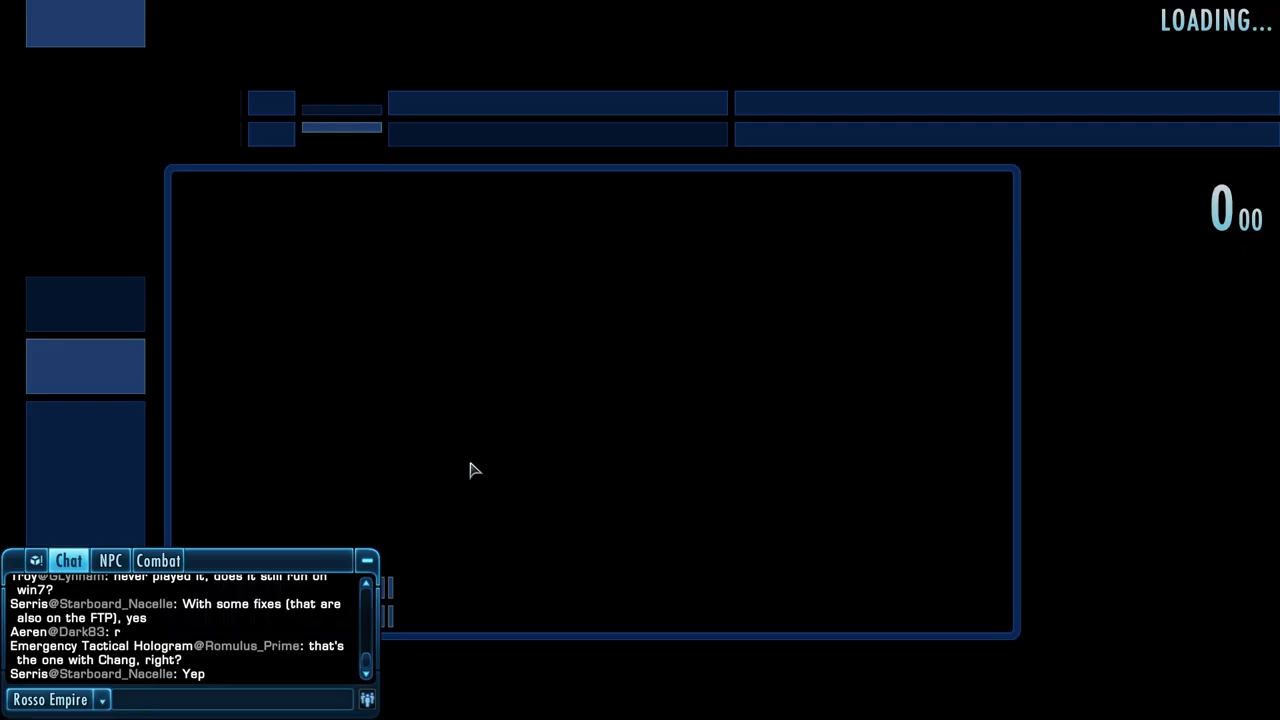 LOADING...
0 00
Chat NPC Combat
Troy@GLynham: never played it, does it still run on
win7?
Serris@Starboard_Nacelle: With some fixes (that are
also on the FTP), yes
Aeren@Dark83: r
Emergency Tactical Hologram@Romulus_Prime: that's
the one with Chang, right?
Serris@Starboard_Nacelle: Yep
Rosso Empire